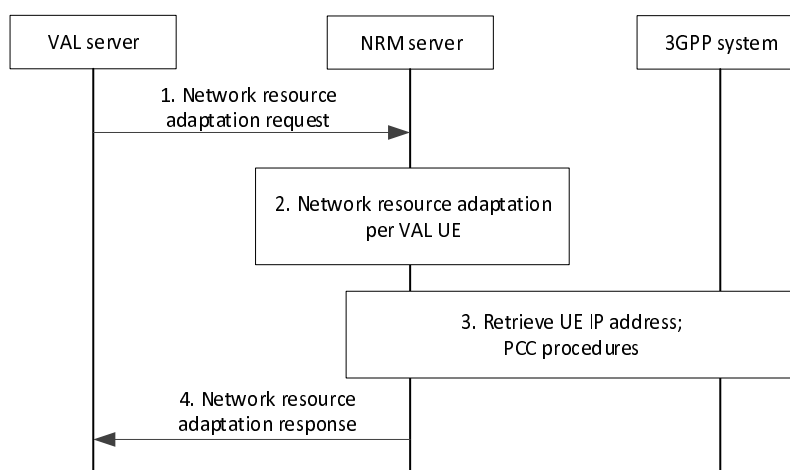 VAL server
NRM server
3GPP system
1. Network resource
adaptation request
2. Network resource adaptation
per VAL UE
3. Retrieve UE IP address;
PCC procedures
4. Network resource
adaptation response